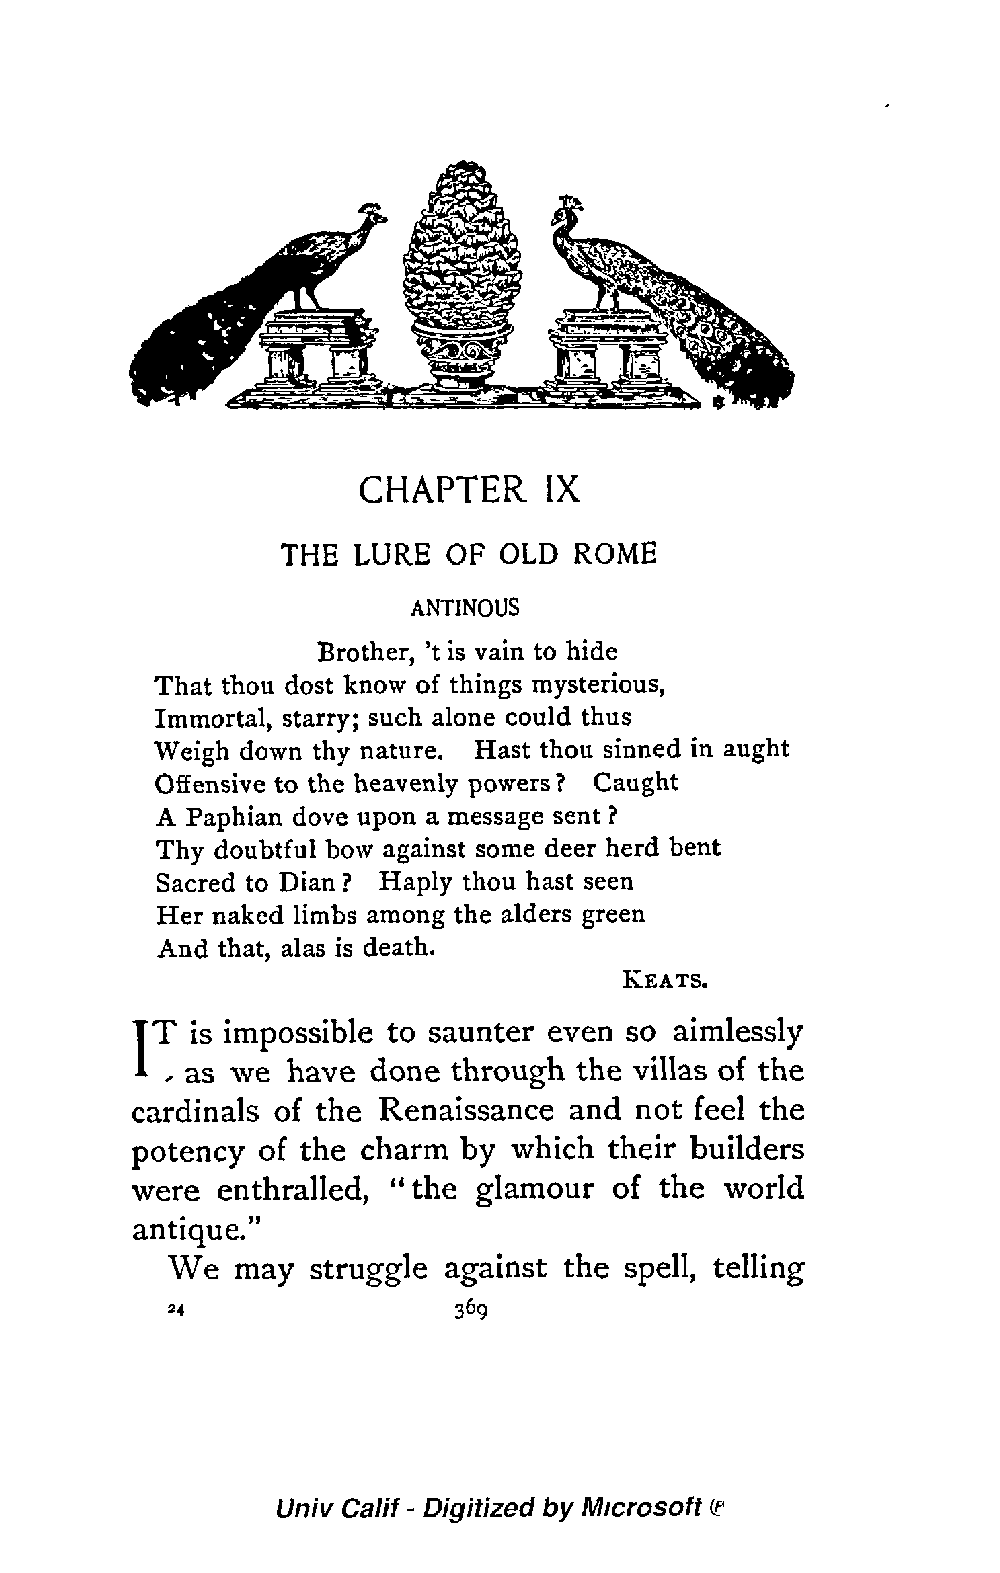 CHAPTER IX
THE LURE OF OLD ROME
ANTINOUS
Brother, 't is vain to hide
That thou dost know of things mysterious,
Immortal, starry; such alone could thus
Weigh down thy nature. Hast thou sinned in aught
Offensive to the heavenly powers? Caught
A Paphian dove upon a message sent?
Thy doubtful bow against some deer herd bent
Sacred to Dian? Haply thou hast seen
Her naked limbs among the alders green
And that, alas is death.
KEATS.
IT is impossible to saunter even so aimlessly
as we have done through the villas of the
cardinals of the Renaissance and not feel the
potency of the charm by which their builders
were enthralled, "the glamour of the world
antique."
We may struggle against the spell, telling
24 369
Univ Calif - Digitized by Microsoft ®